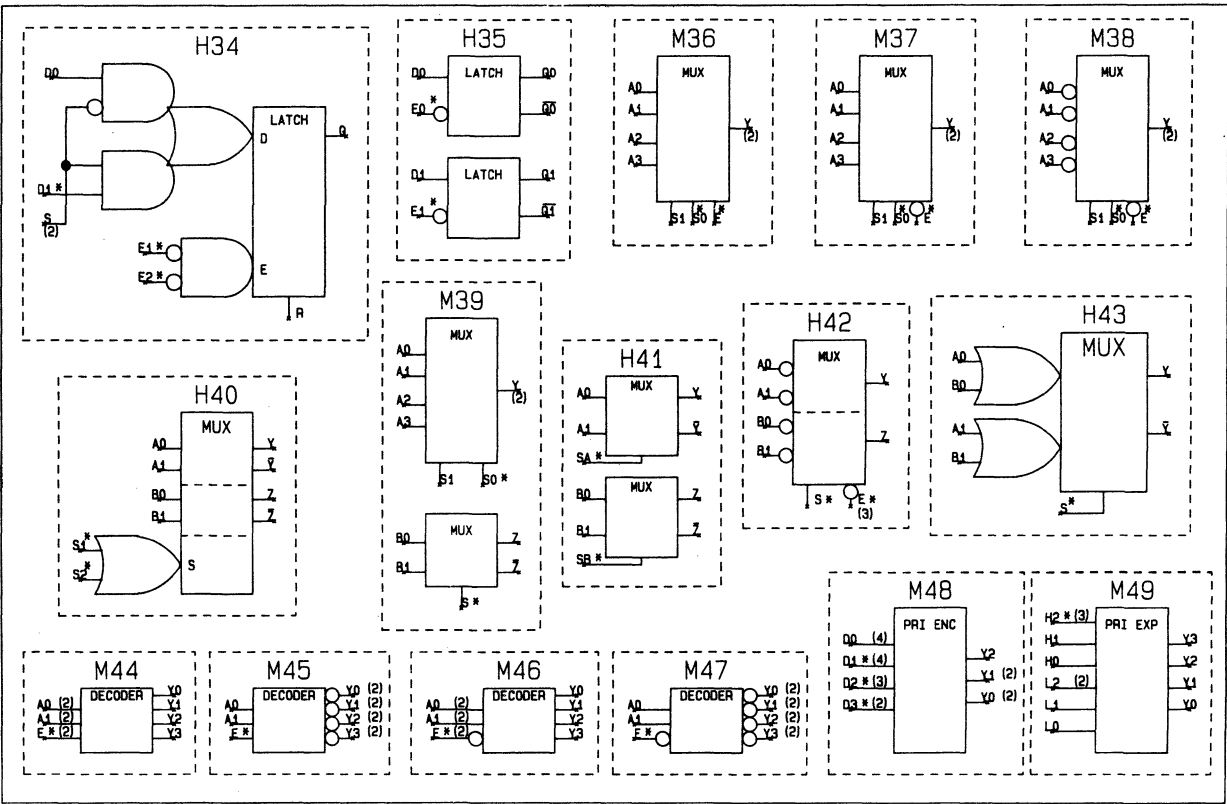 H34
D0
D1 *
S
(2)
E1 *
E2 *
LATCH
D
E
Q
R
H35
LATCH
D0
E0 *
Q0
Q0
LATCH
D1
E1 *
Q1
Q1
M36
MUX
A0
A1
A2
A3
Y
(2)
S1 S0 * E *
M37
MUX
A0
A1
A2
A3
Y
(2)
S1 S0 * E *
M38
MUX
A0
A1
A2
A3
Y
(2)
S1 S0 * E *
M39
MUX
A0
A1
A2
A3
Y
(2)
S1 S0 *
MUX
B0
B1
Z
Z
S *
H40
MUX
A0
A1
B0
B1
S1 *
S2 *
S
Y
Y
Z
Z
H41
MUX
A0
A1
SA *
Y
Y
MUX
B0
B1
SB *
Z
Z
H42
MUX
A0
A1
B0
B1
Y
Z
S * E *
(3)
H43
MUX
A0
B0
A1
B1
Y
Y
S *
M44
DECODER
A0 (2)
A1 (2)
E * (2)
Y0
Y1
Y2
Y3
M45
DECODER
A0
A1
E *
Y0 (2)
Y1 (2)
Y2 (2)
Y3 (2)
M46
DECODER
A0 (2)
A1 (2)
E * (2)
Y0
Y1
Y2
Y3
M47
DECODER
A0
A1
E *
Y0 (2)
Y1 (2)
Y2 (2)
Y3 (2)
M48
PRI ENC
D0 (4)
D1 * (4)
D2 * (3)
D3 * (2)
Y2
Y1 (2)
Y0 (2)
M49
PRI EXP
H2 * (3)
H1
H0
L2 (2)
L1
L0
Y3
Y2
Y1
Y0